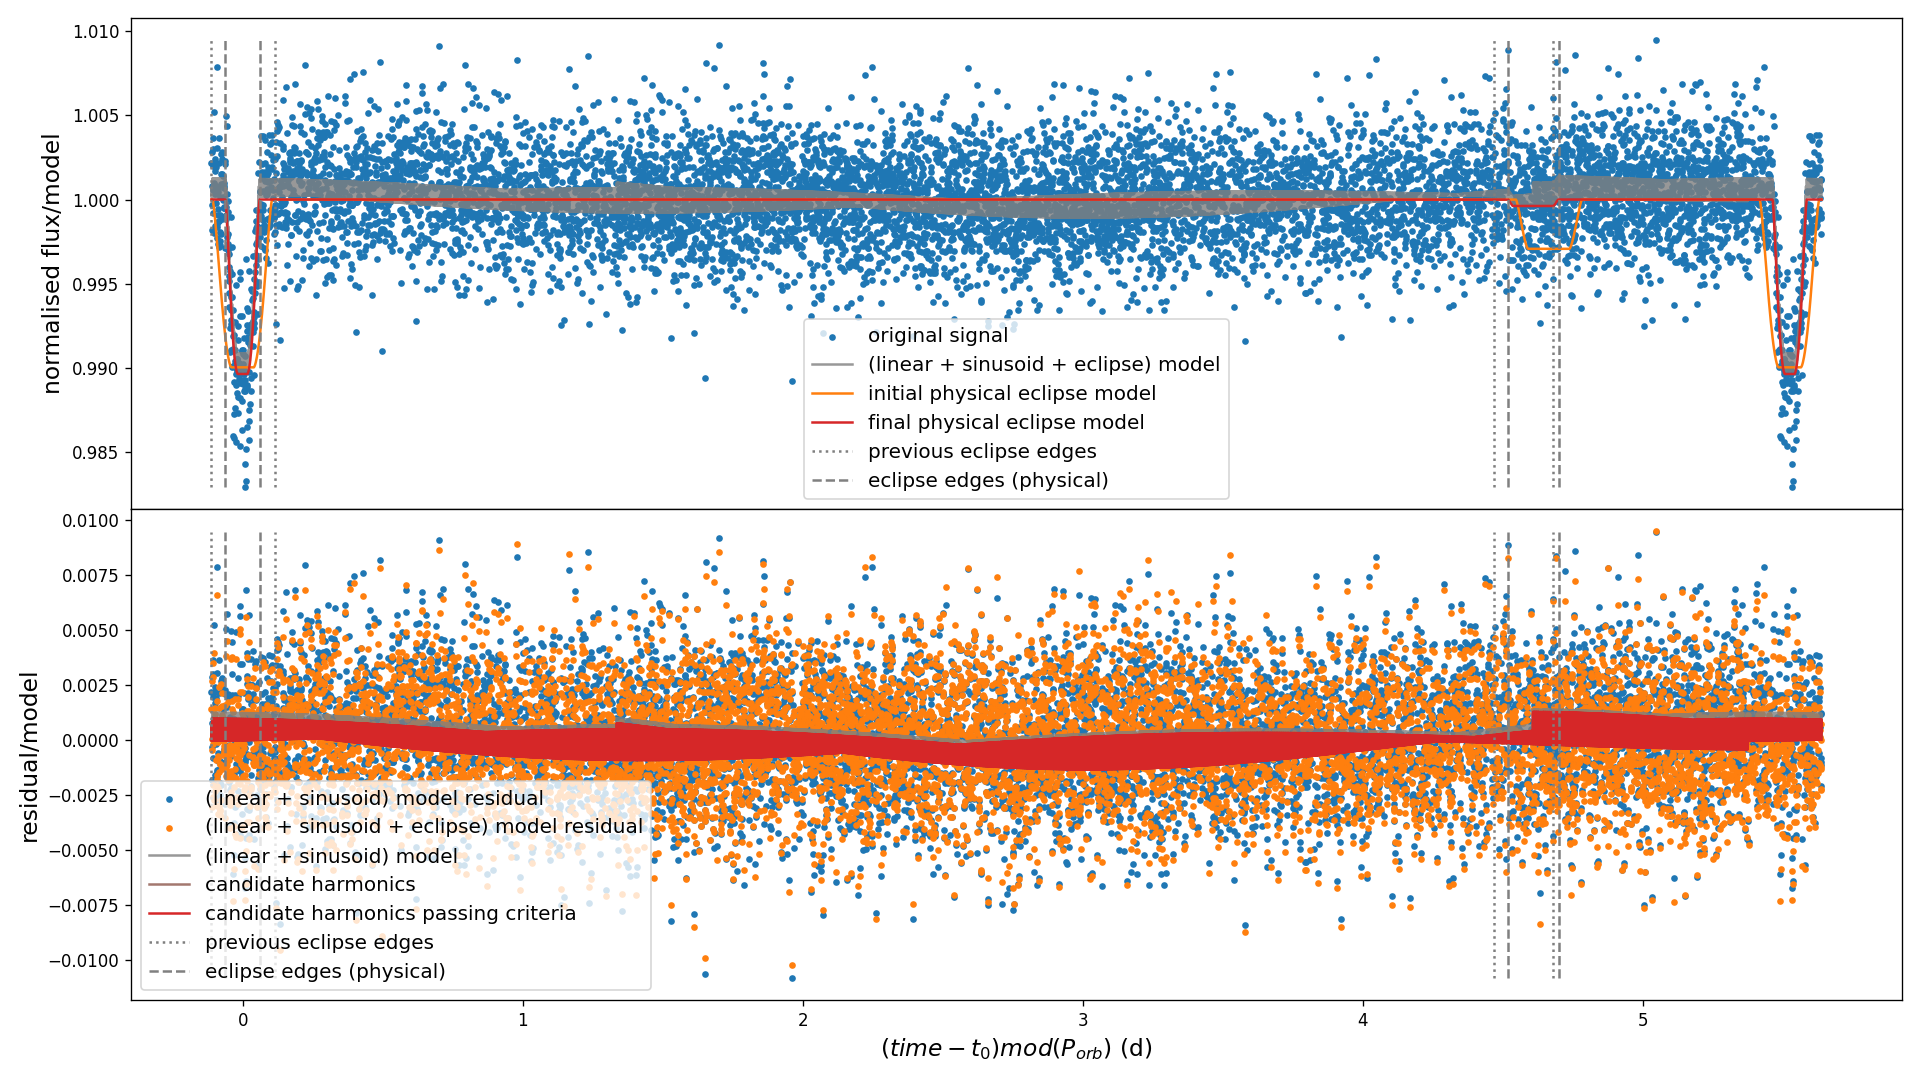 1.010
1.005
1.000
0.995
0.990
0.985
normalised flux/model
original signal
(linear + sinusoid + eclipse) model
initial physical eclipse model
final physical eclipse model
previous eclipse edges
eclipse edges (physical)
0.0100
0.0075
0.0050
0.0025
0.0000
−0.0025
−0.0050
−0.0075
−0.0100
residual/model
(linear + sinusoid) model residual
(linear + sinusoid + eclipse) model residual
(linear + sinusoid) model
candidate harmonics
candidate harmonics passing criteria
previous eclipse edges
eclipse edges (physical)
0 1 2 3 4 5
(time − t₀)mod(P_orb) (d)